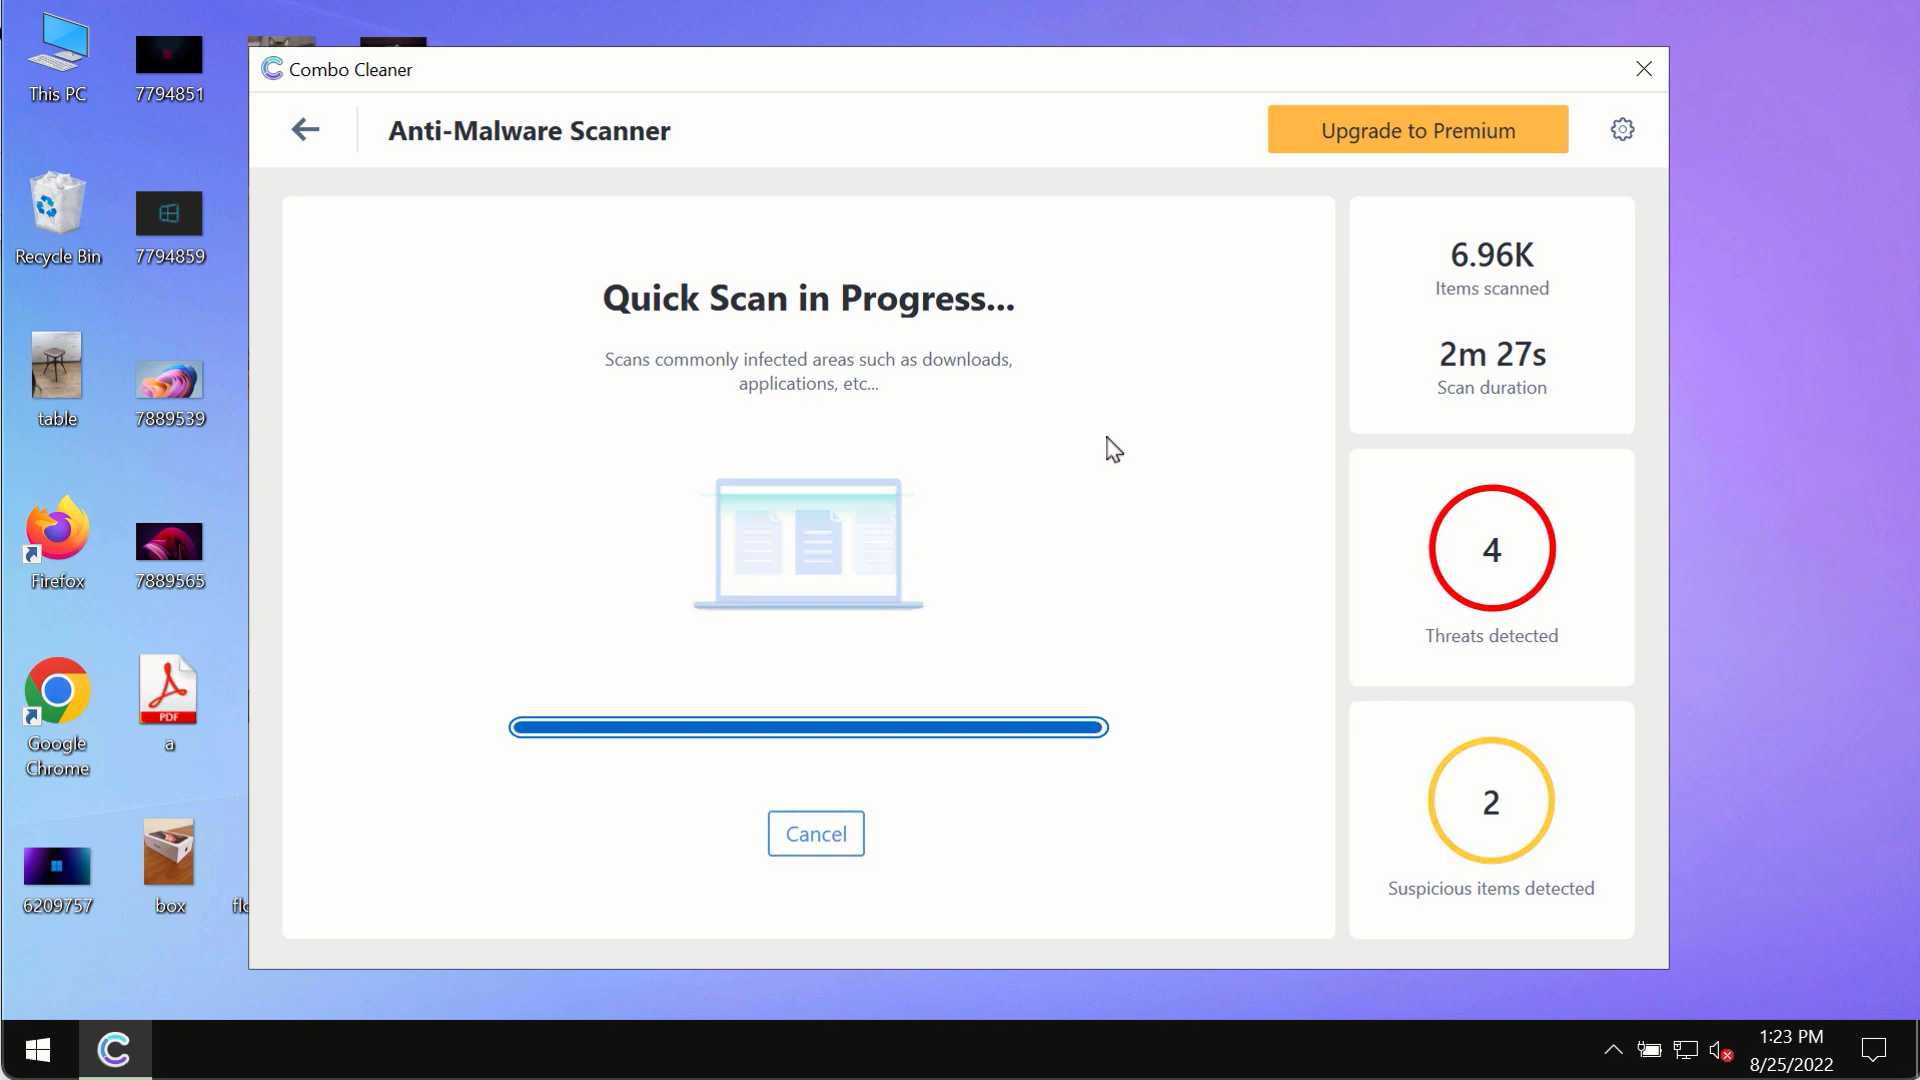 Combo Cleaner
Anti-Malware Scanner
Upgrade to Premium
Quick Scan in Progress...
Scans commonly infected areas such as downloads,
applications, etc...
Cancel
6.96K
Items scanned
2m 27s
Scan duration
4
Threats detected
2
Suspicious items detected
This PC
7794851
Recycle Bin
7794859
table
7889539
Firefox
7889565
Google
Chrome
PDF
a
6209757
box
1:23 PM
8/25/2022